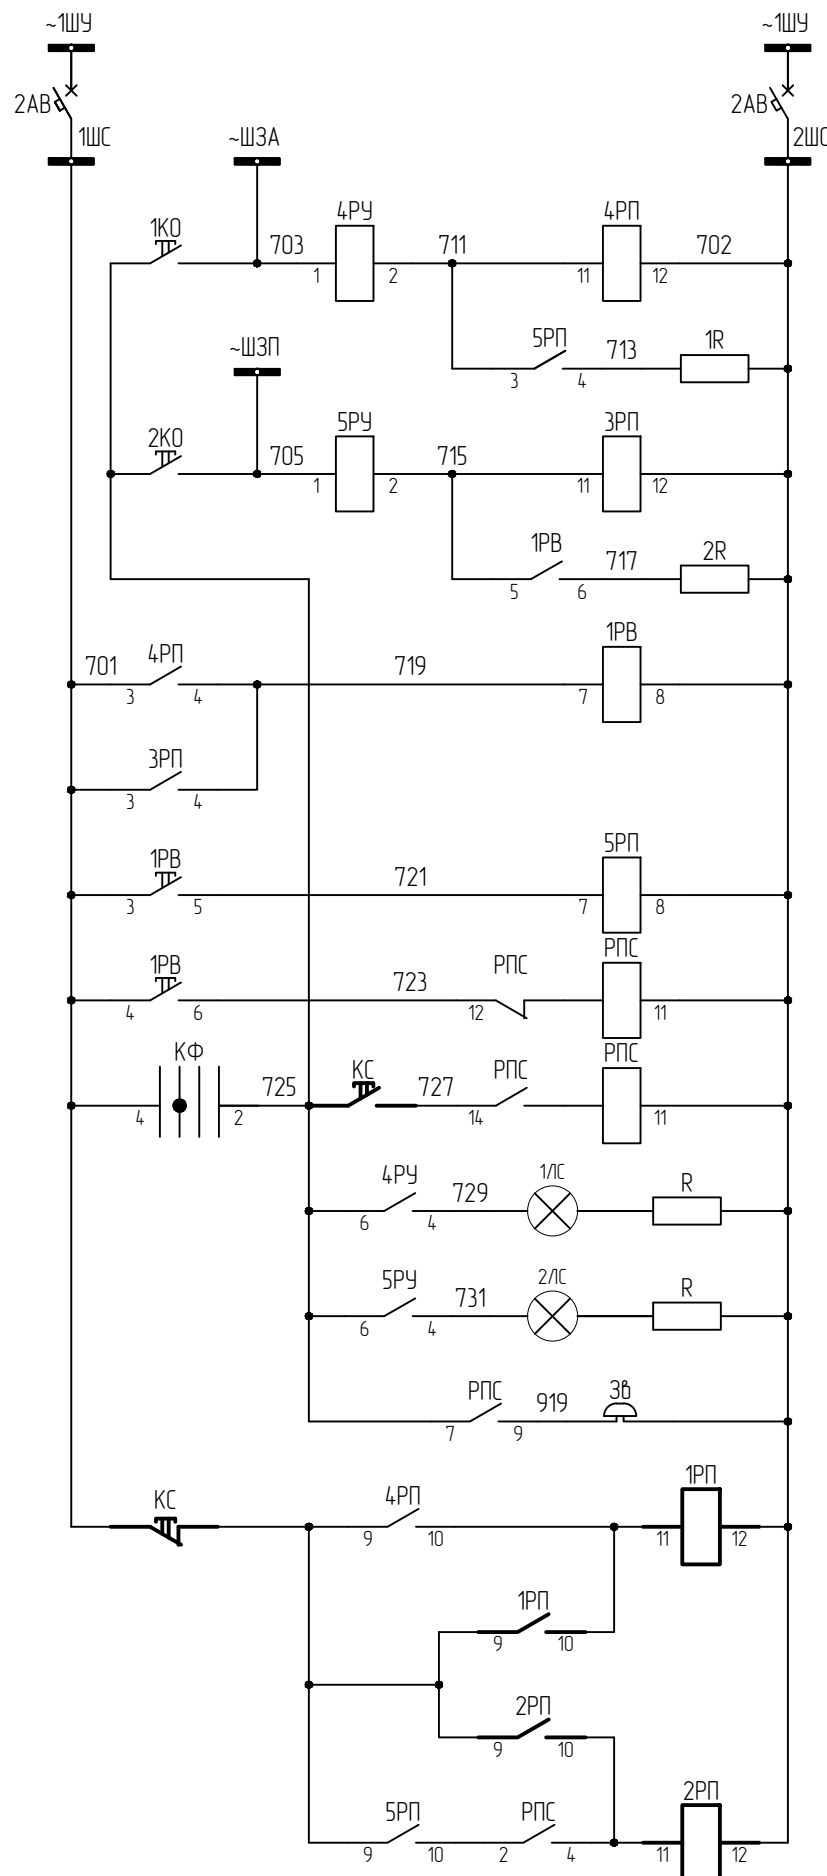 ~1ШУ ~1ШУ
2АВ 2АВ
1ШС ~ШЗА 2ШС
1КО 703 4РУ 711 4РП 702
1 2 11 12
~ШЗП 5РП 713 1R
3 4
2КО 705 5РУ 715 3РП
1 2 11 12
1РВ 717 2R
5 6
701 4РП 719 1РВ
3 4 7 8
3РП
3 4
1РВ 721 5РП
3 5 7 8
1РВ 723 РПС РПС
4 6 12 11
КФ 725 КС 727 РПС РПС
4 2 14 11
4РУ 729 1ЛС R
6 4
5РУ 731 2ЛС R
6 4
РПС 919 Зв
7 9
КС 4РП 1РП
9 10 11 12
1РП
9 10
2РП
9 10
5РП РПС 2РП
9 10 2 4 11 12